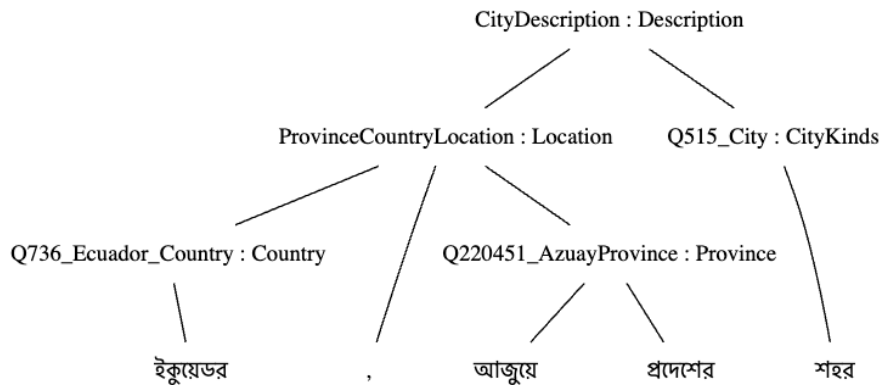 CityDescription : Description
ProvinceCountryLocation : Location Q515_City : CityKinds
Q736_Ecuador_Country : Country Q220451_AzuayProvince : Province
ইকুয়েডর , আজুয়ে প্রদেশের শহর